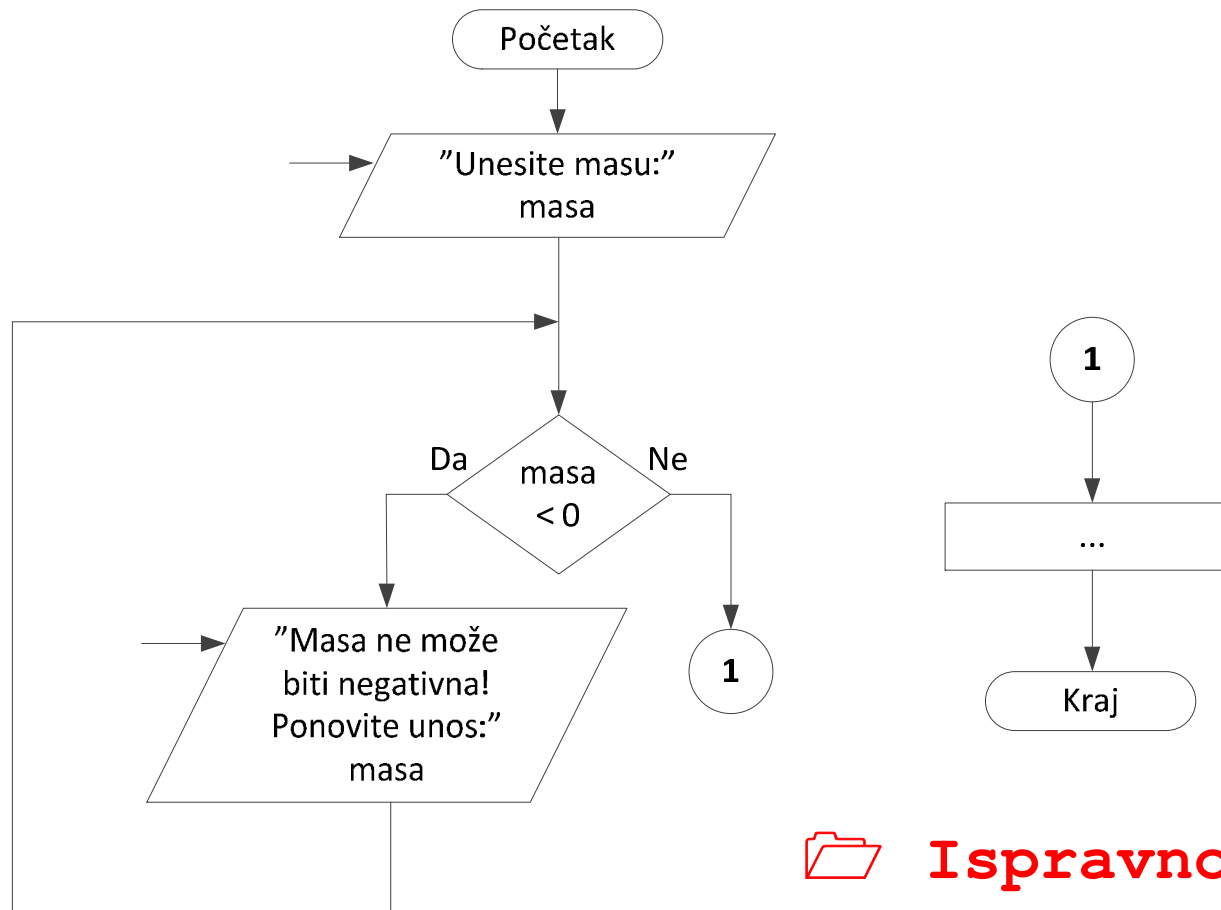 Početak
”Unesite masu:”
masa
Da
masa
< 0
Ne
”Masa ne može
biti negativna!
Ponovite unos:”
masa
1
1
...
Kraj
Ispravno